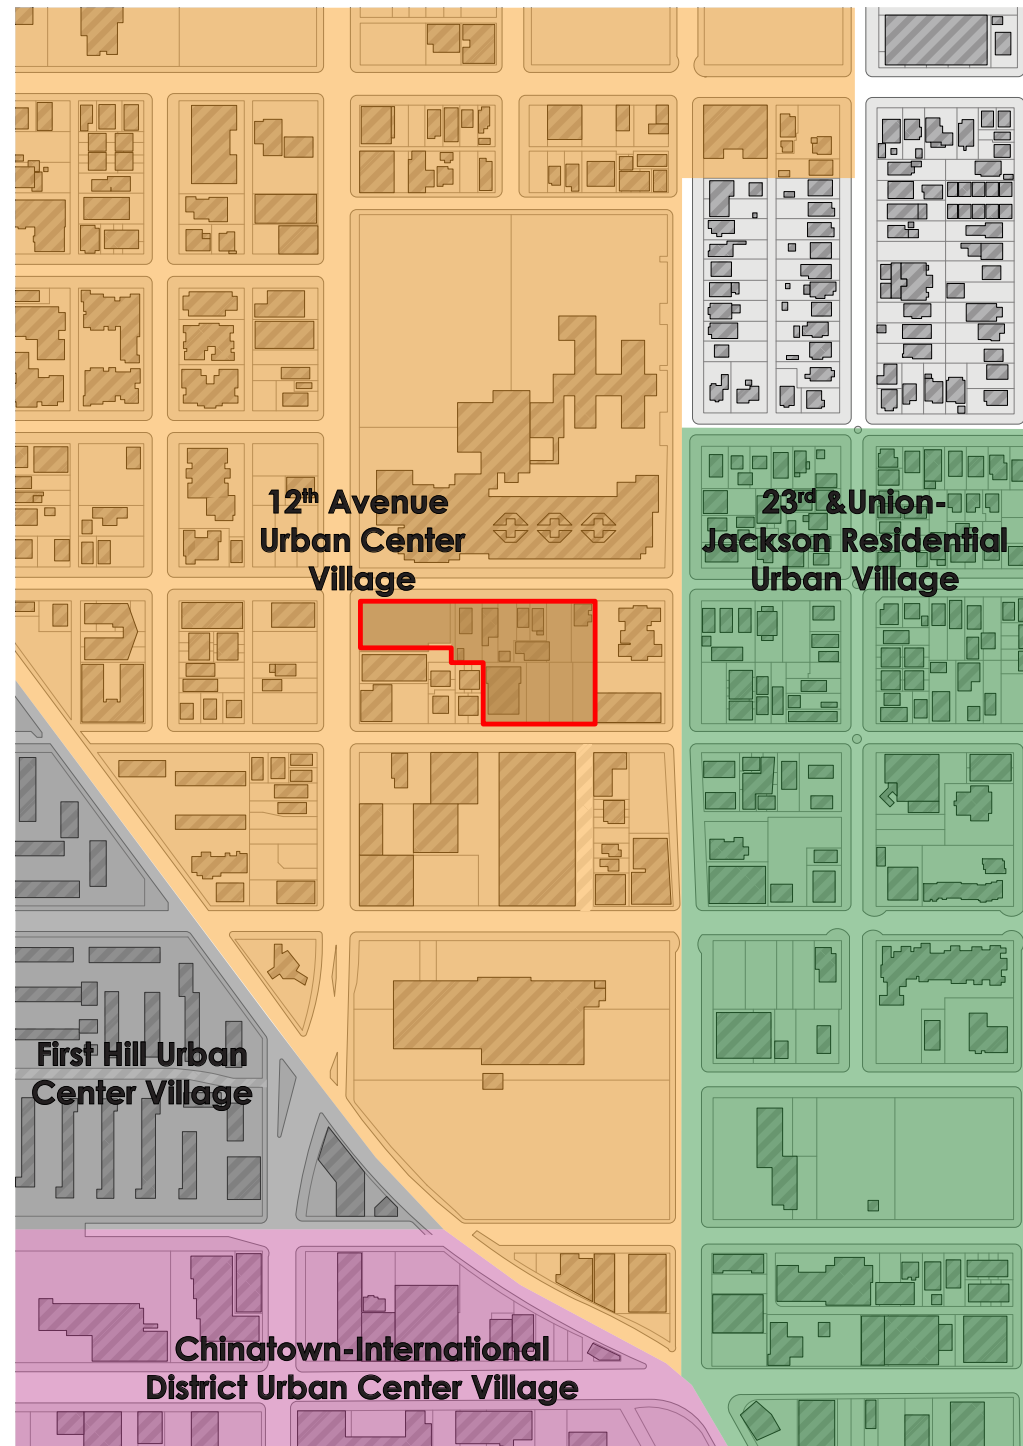 12th Avenue
Urban Center
Village
23rd &Union-
Jackson Residential
Urban Village
First Hill Urban
Center Village
Chinatown-International
District Urban Center Village